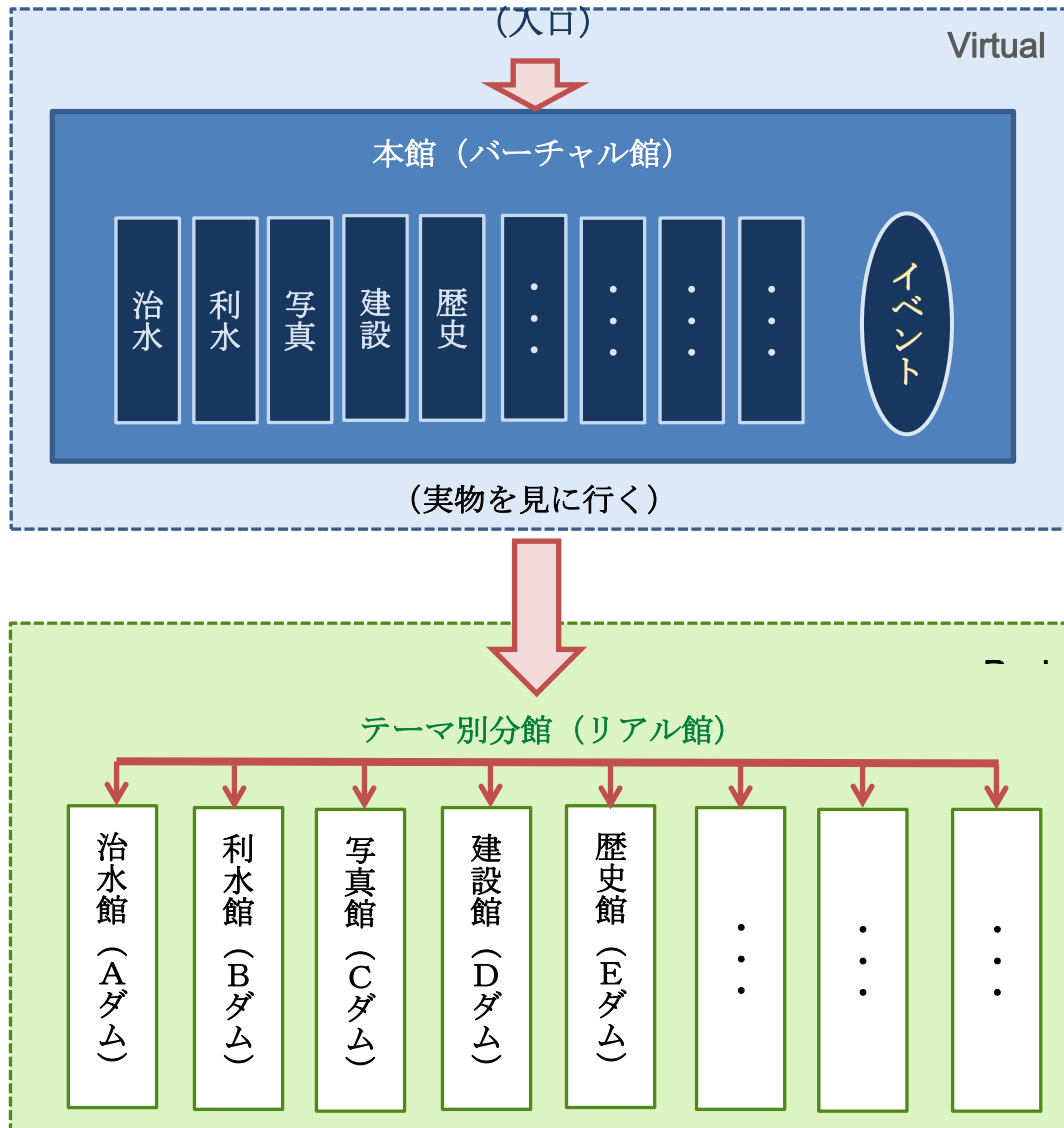 （入口）
Virtual
本館（バーチャル館）
治水
利水
写真
建設
歴史
・・・
・・・
・・・
・・・
イベント
（実物を見に行く）
テーマ別分館（リアル館）
治水館（Aダム）
利水館（Bダム）
写真館（Cダム）
建設館（Dダム）
歴史館（Eダム）
・・・
・・・
・・・